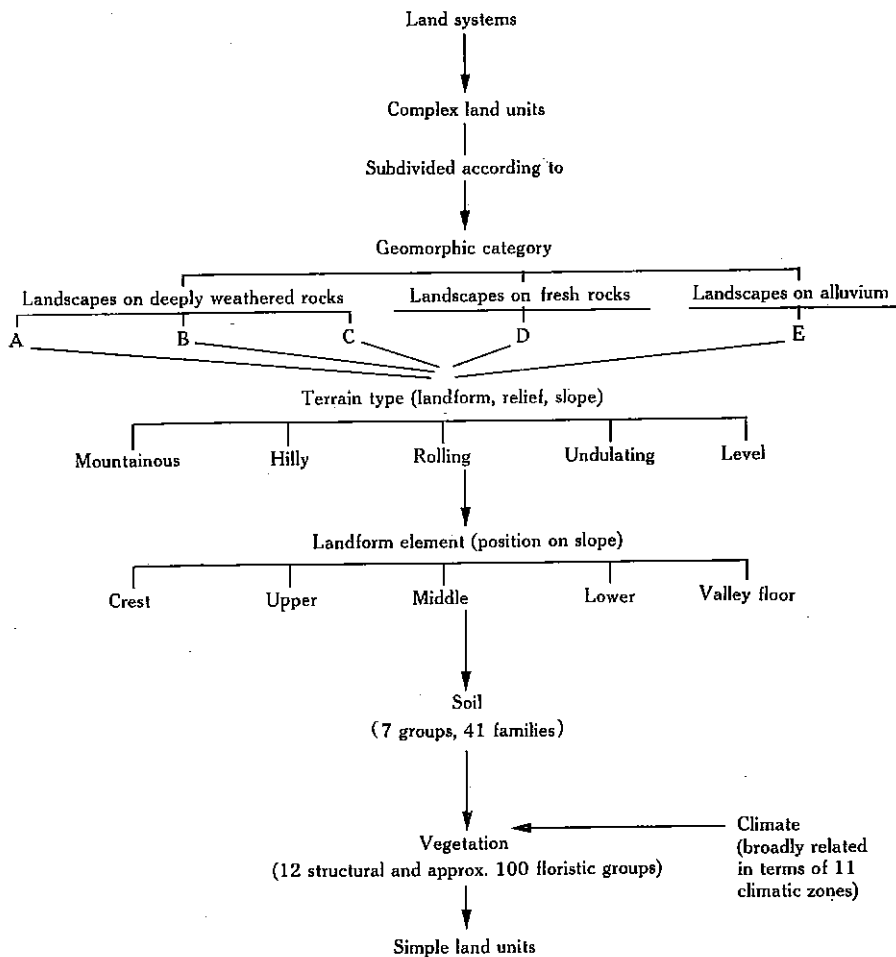 Land systems
Complex land units
Subdivided according to
Geomorphic category
Landscapes on deeply weathered rocks
Landscapes on fresh rocks
Landscapes on alluvium
A
B
C
D
E
Terrain type (landform, relief, slope)
Mountainous
Hilly
Rolling
Undulating
Level
Landform element (position on slope)
Crest
Upper
Middle
Lower
Valley floor
Soil
(7 groups, 41 families)
Vegetation
(12 structural and approx. 100 floristic groups)
Climate
(broadly related
in terms of 11
climatic zones)
Simple land units